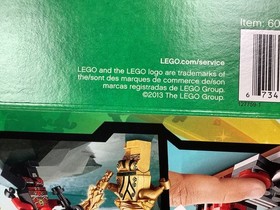 Item: 60
LEGO.com/service
LEGO and the LEGO logo are trademarks of
the/sont des marques de commerce de/son
marcas registradas de LEGO Group.
©2013 The LEGO Group.
6 734